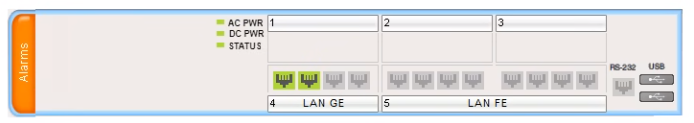 Alarms
AC PWR
DC PWR
STATUS
1
2
3
4 LAN GE
5 LAN FE
RS-232
USB